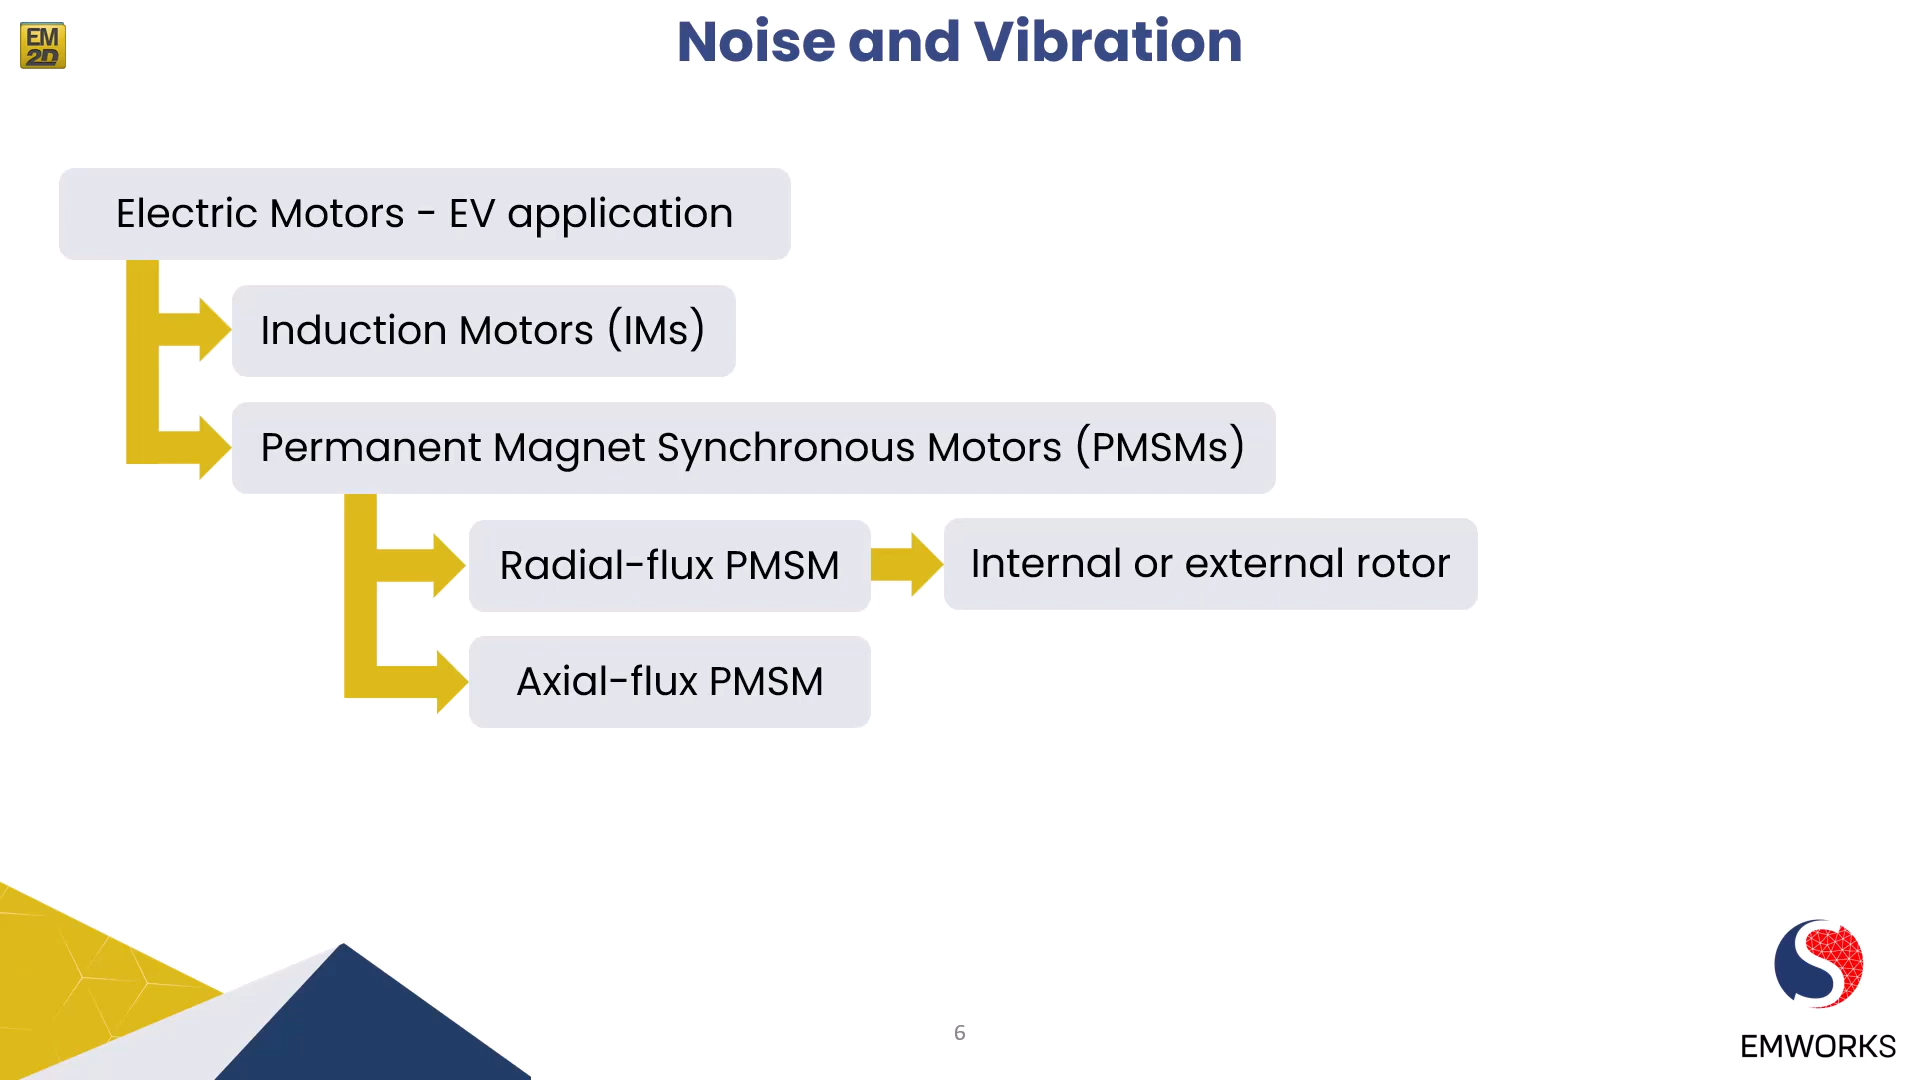 EM
2D
Noise and Vibration
Electric Motors - EV application
Induction Motors (IMs)
Permanent Magnet Synchronous Motors (PMSMs)
Radial-flux PMSM
Internal or external rotor
Axial-flux PMSM
6
EMWORKS